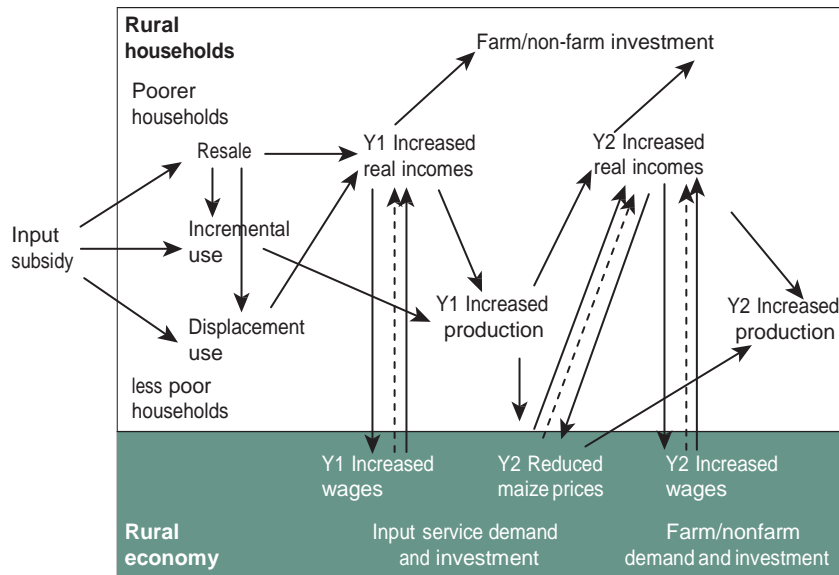 Rural
households
Farm/non-farm investment
Poorer
households
Resale
Y1 Increased
real incomes
Y2 Increased
real incomes
Input
subsidy
Incremental
use
Y1 Increased
production
Y2 Increased
production
Displacement
use
less poor
households
Y1 Increased
wages
Y2 Reduced
maize prices
Y2 Increased
wages
Rural
economy
Input service demand
and investment
Farm/nonfarm
demand and investment